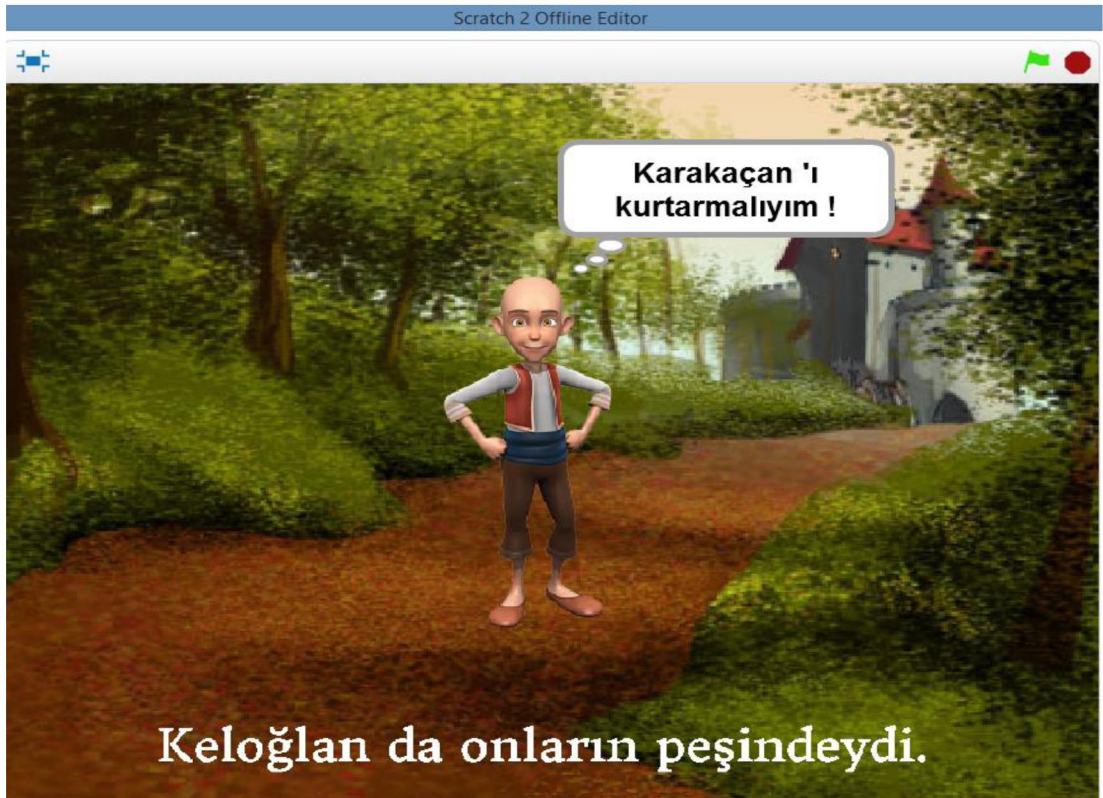 Scratch 2 Offline Editor
Karakaçan 'ı
kurtarmalıyım !
Keloğlan da onların peşindeydi.